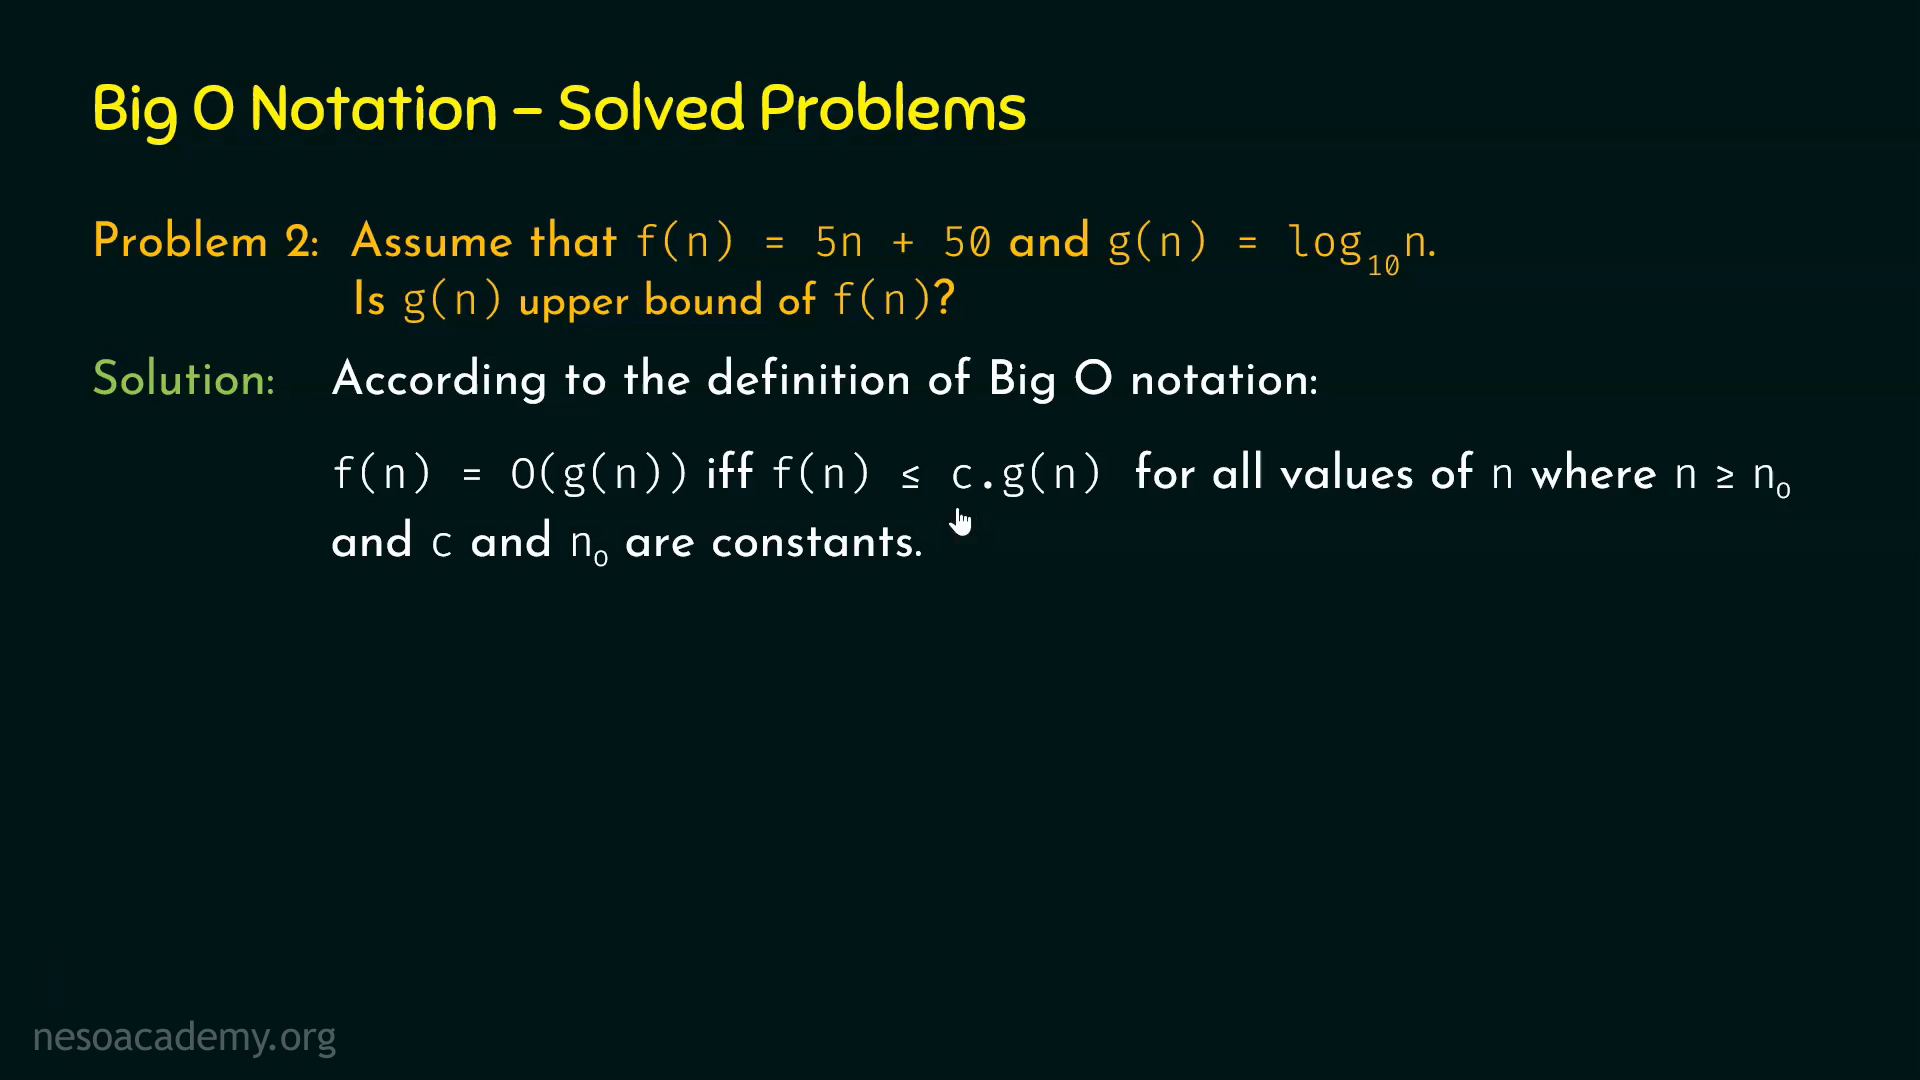 Big O Notation – Solved Problems
Problem 2: Assume that f(n) = 5n + 50 and g(n) = log₁₀n.
Is g(n) upper bound of f(n)?
Solution: According to the definition of Big O notation:
f(n) = O(g(n)) iff f(n) ≤ c.g(n) for all values of n where n ≥ n₀
and c and n₀ are constants.
nesoacademy.org